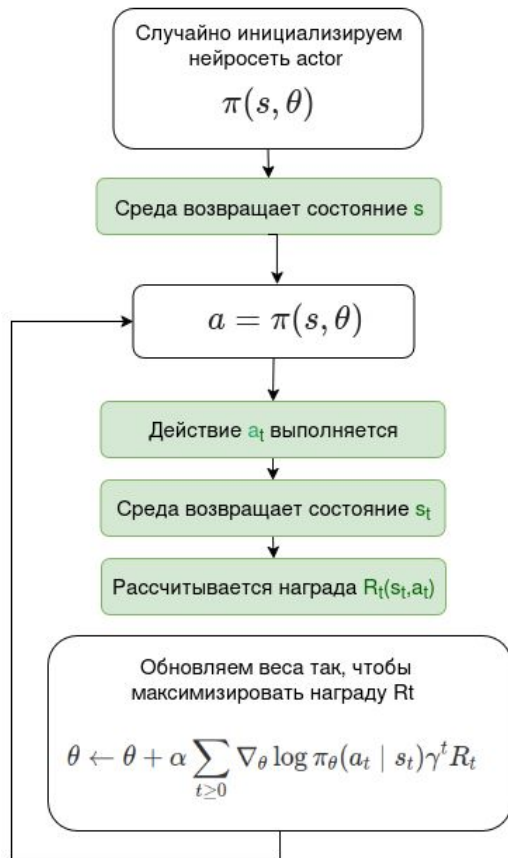 Случайно инициализируем
нейросеть actor
π(s, θ)
Среда возвращает состояние s
a = π(s, θ)
Действие aₜ выполняется
Среда возвращает состояние sₜ
Рассчитывается награда Rₜ(sₜ,aₜ)
Обновляем веса так, чтобы
максимизировать награду Rt
θ ← θ + α ∑ t≥0 ∇θ log πθ(aₜ | sₜ)γᵗRₜ